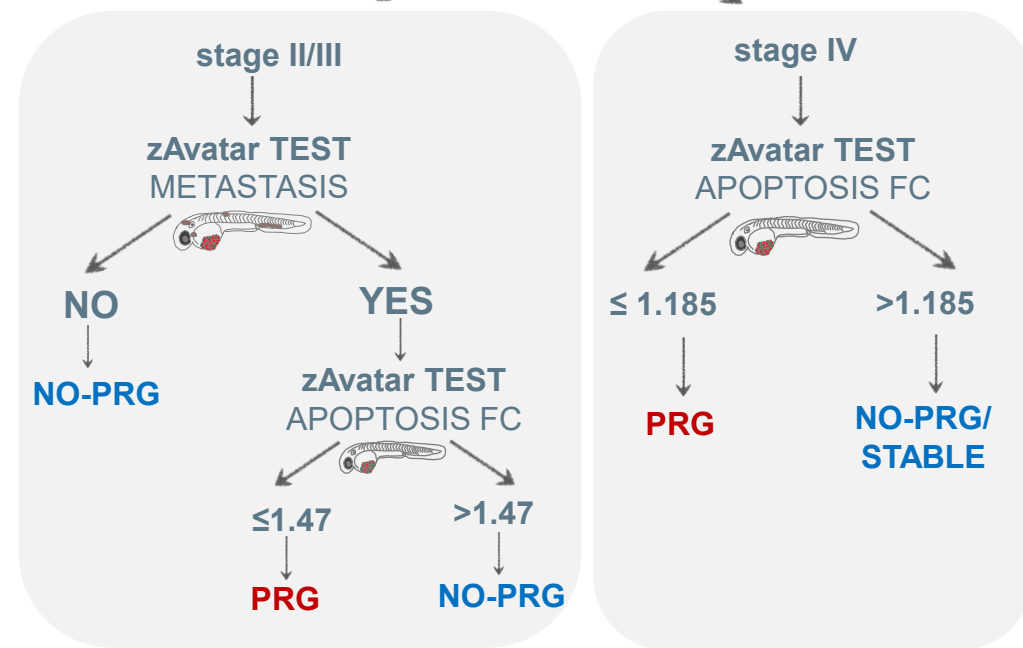 stage II/III
zAvatar TEST
METASTASIS
NO
YES
NO-PRG
zAvatar TEST
APOPTOSIS FC
≤1.47
>1.47
PRG
NO-PRG
stage IV
zAvatar TEST
APOPTOSIS FC
≤ 1.185
>1.185
PRG
NO-PRG/
STABLE